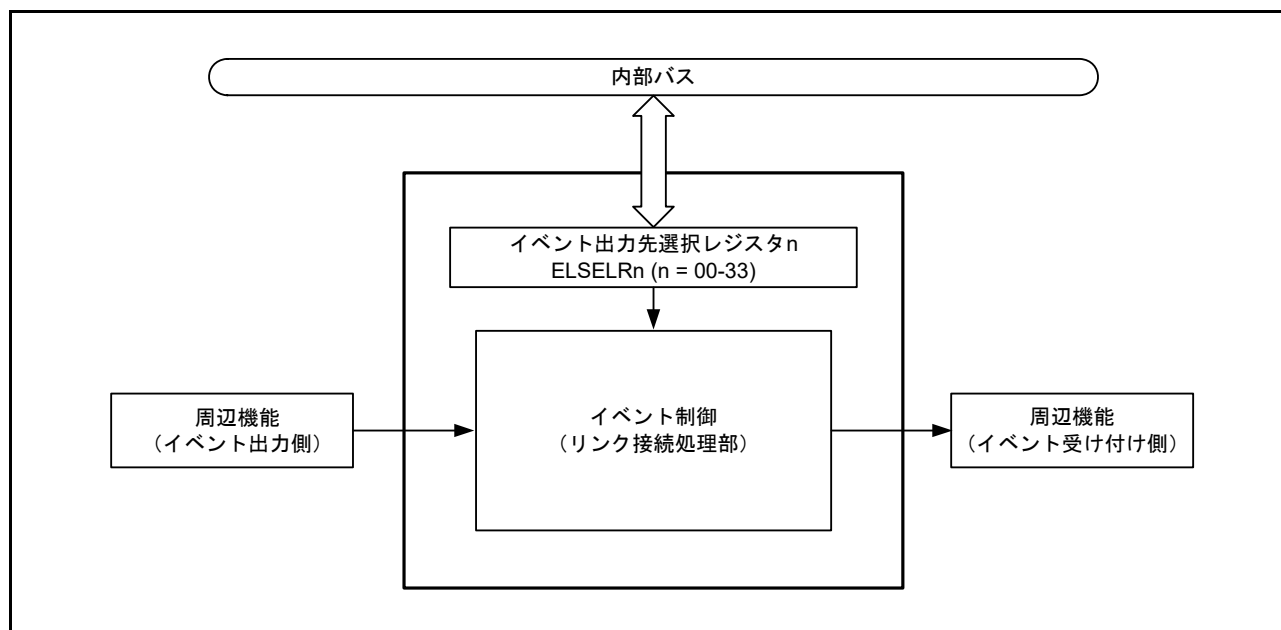 内部バス
イベント出力先選択レジスタn
ELSELRn (n = 00-33)
周辺機能
（イベント出力側）
イベント制御
（リンク接続処理部）
周辺機能
（イベント受け付け側）